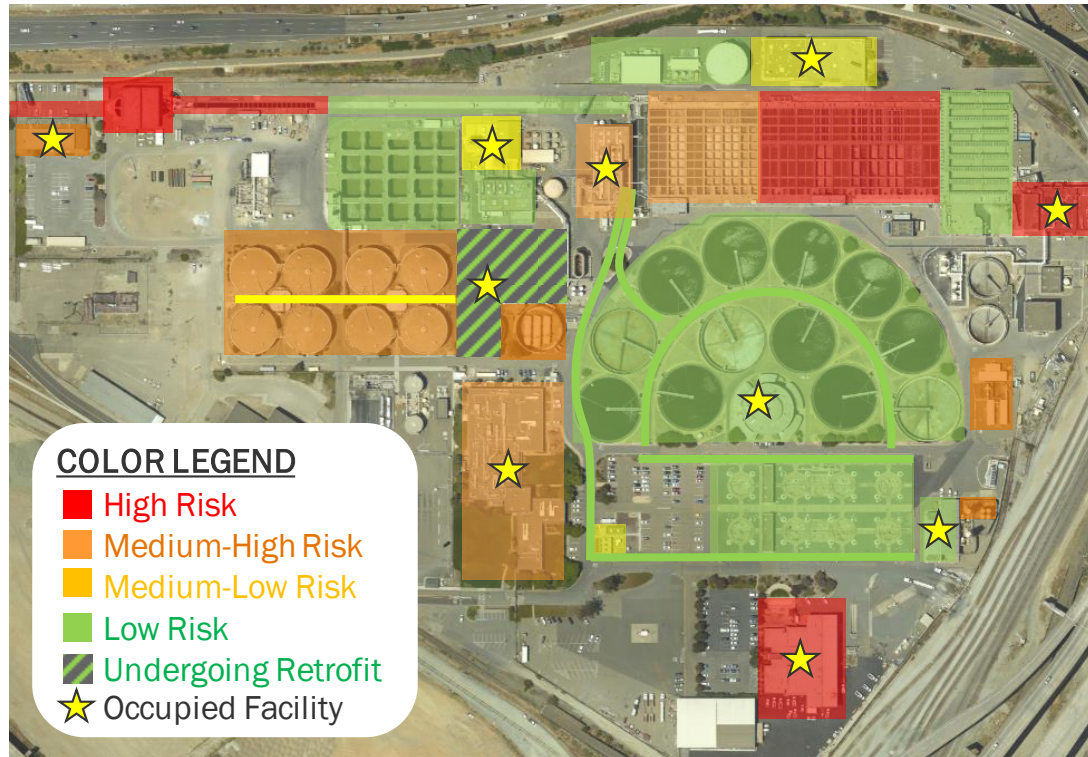 COLOR LEGEND
High Risk
Medium-High Risk
Medium-Low Risk
Low Risk
Undergoing Retrofit
Occupied Facility